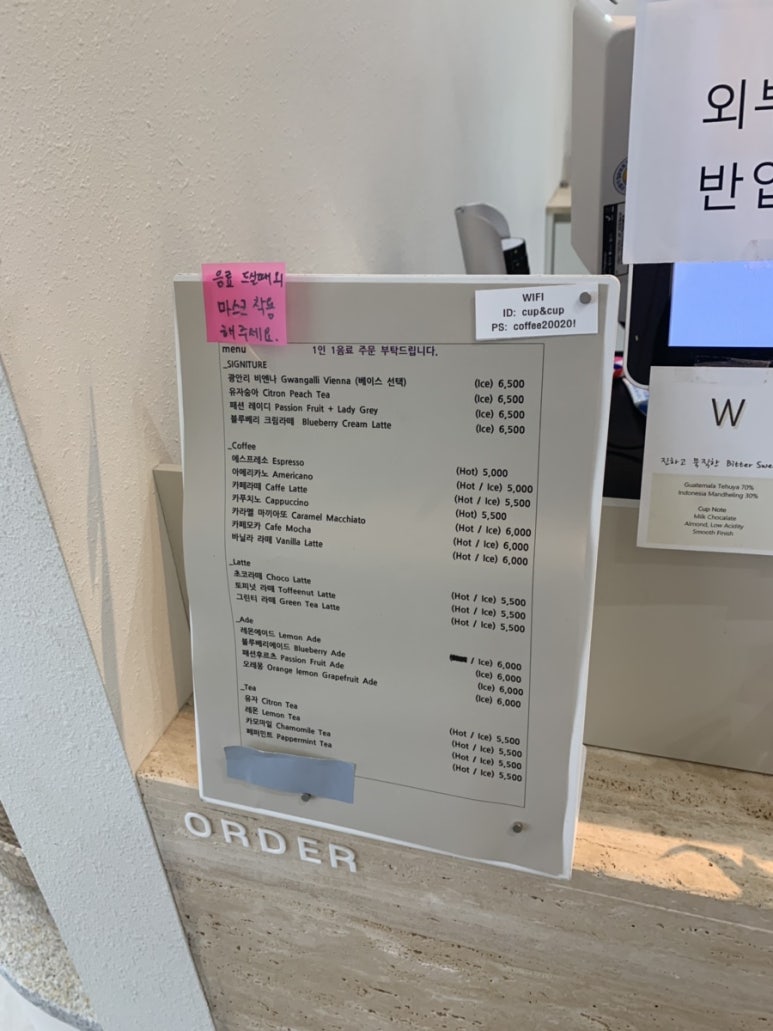 음료 드실때 외
마스크 착용
해주세요.
WIFI
ID: cup&cup
PS: coffee20020!
menu 1인 1음료 주문 부탁드립니다.
_SIGNITURE
광안리 비엔나 Gwangalli Vienna (베이스 선택) (Ice) 6,500
유자숭아 Citron Peach Tea (Ice) 6,500
패션 레이디 Passion Fruit + Lady Grey (Ice) 6,500
블루베리 크림라떼 Blueberry Cream Latte (Ice) 6,500
_Coffee
에스프레소 Espresso (Hot) 5,000
아메리카노 Americano (Hot / Ice) 5,000
카페라떼 Caffe Latte (Hot / Ice) 5,500
카푸치노 Cappuccino (Hot) 5,500
카라멜 마끼아또 Caramel Macchiato (Hot / Ice) 6,000
카페모카 Cafe Mocha (Hot / Ice) 6,000
바닐라 라떼 Vanilla Latte (Hot / Ice) 6,000
_Latte
초코라떼 Choco Latte (Hot / Ice) 5,500
토피넛 라떼 Toffeenut Latte (Hot / Ice) 5,500
그린티 라떼 Green Tea Latte (Hot / Ice) 5,500
_Ade
레몬에이드 Lemon Ade / Ice) 6,000
블루베리에이드 Blueberry Ade (Ice) 6,000
패션후르츠 Passion Fruit Ade (Ice) 6,000
오레몽 Orange lemon Grapefruit Ade (Ice) 6,000
_Tea
유자 Citron Tea (Hot / Ice) 5,500
레몬 Lemon Tea (Hot / Ice) 5,500
카모마일 Chamomile Tea (Hot / Ice) 5,500
페파민트 Pappermint Tea (Hot / Ice) 5,500
ORDER
외부
반입
W
진하고 묵직한 Bitter Swe
Guatemala Tehuya 70%
Indonesia Mandheling 30%
Cup Note
Milk Chocalate
Almond, Low Acidity
Smooth Finish